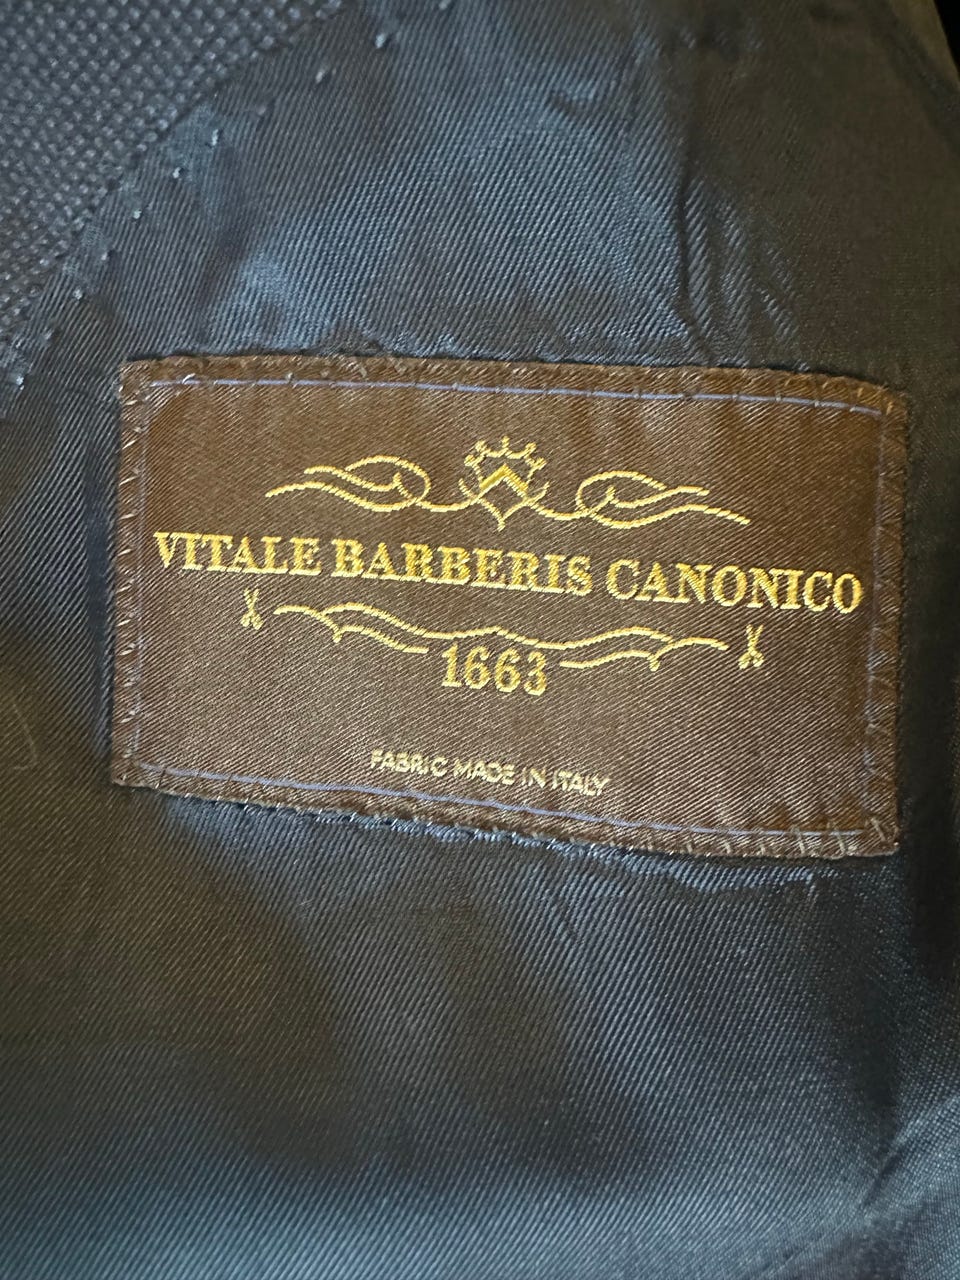 VITALE BARBERIS CANONICO
1663
FABRIC MADE IN ITALY